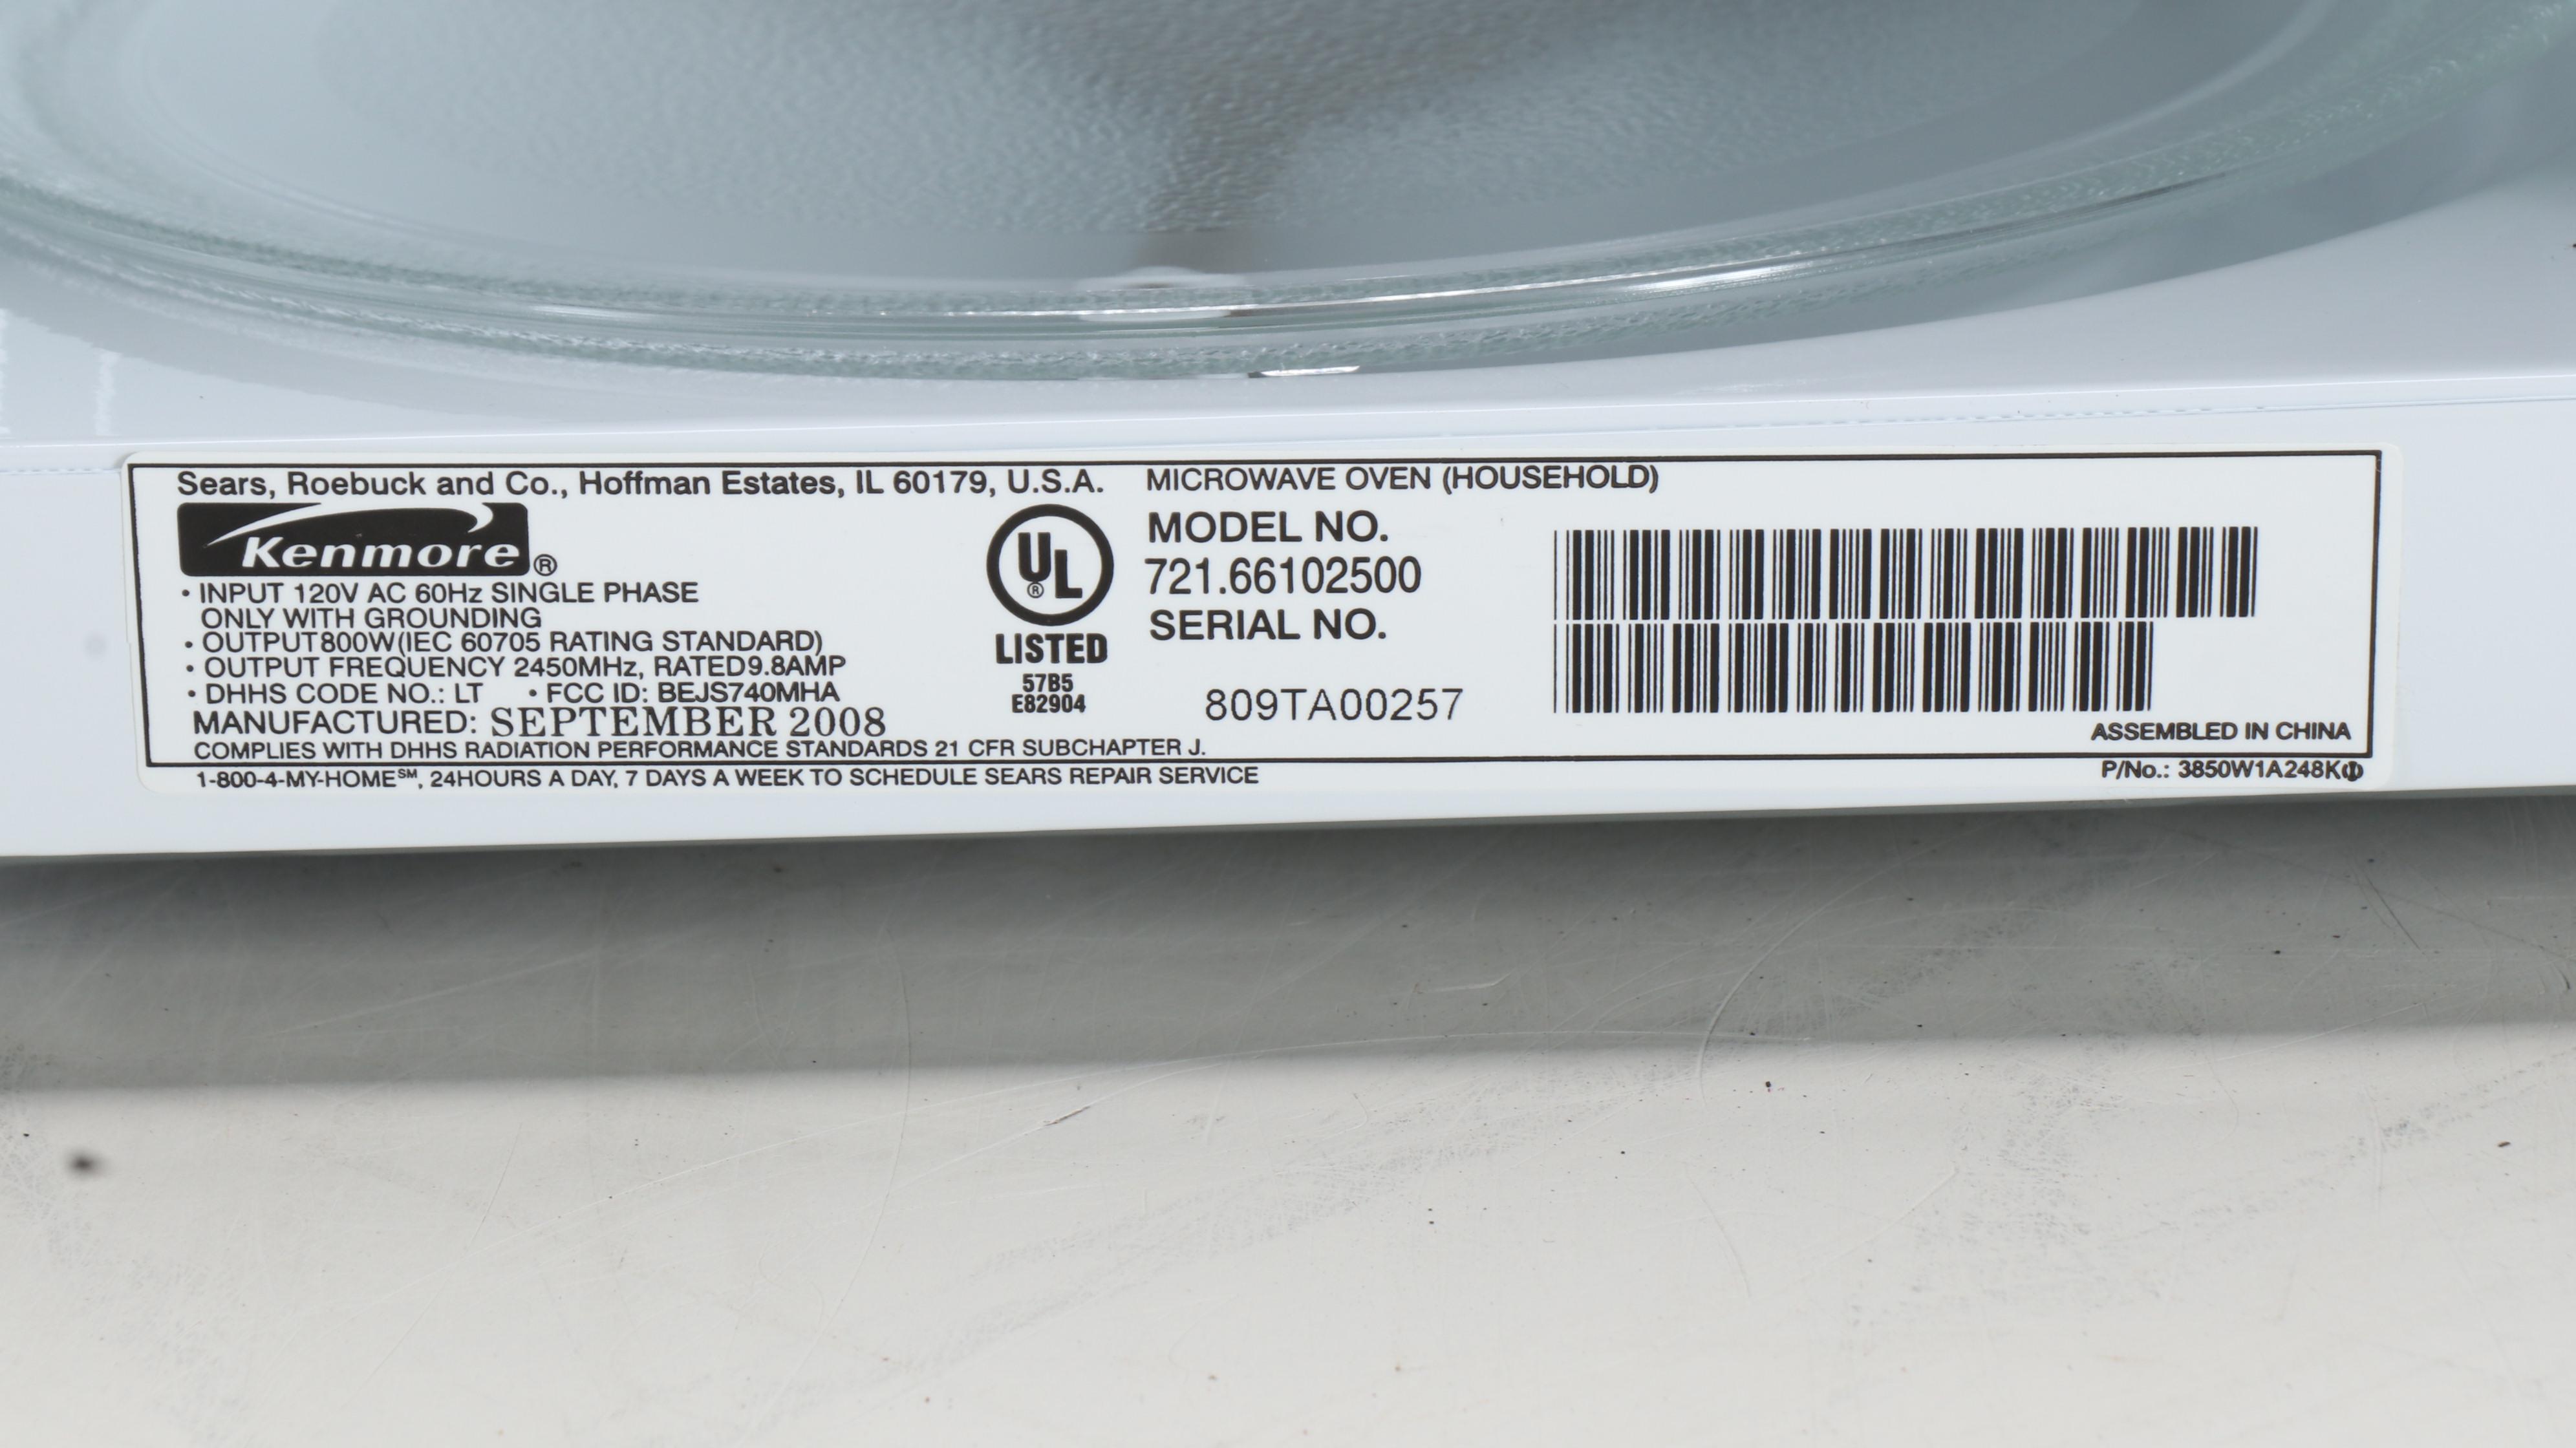 Sears, Roebuck and Co., Hoffman Estates, IL 60179, U.S.A.
Kenmore®
• INPUT 120V AC 60Hz SINGLE PHASE
ONLY WITH GROUNDING
• OUTPUT800W(IEC 60705 RATING STANDARD)
• OUTPUT FREQUENCY 2450MHz, RATED9.8AMP
• DHHS CODE NO.: LT • FCC ID: BEJS740MHA
MANUFACTURED: SEPTEMBER 2008
COMPLIES WITH DHHS RADIATION PERFORMANCE STANDARDS 21 CFR SUBCHAPTER J.
1-800-4-MY-HOME℠, 24HOURS A DAY, 7 DAYS A WEEK TO SCHEDULE SEARS REPAIR SERVICE
UL®
LISTED
57B5
E82904
MICROWAVE OVEN (HOUSEHOLD)
MODEL NO.
721.66102500
SERIAL NO.
809TA00257
ASSEMBLED IN CHINA
P/No.: